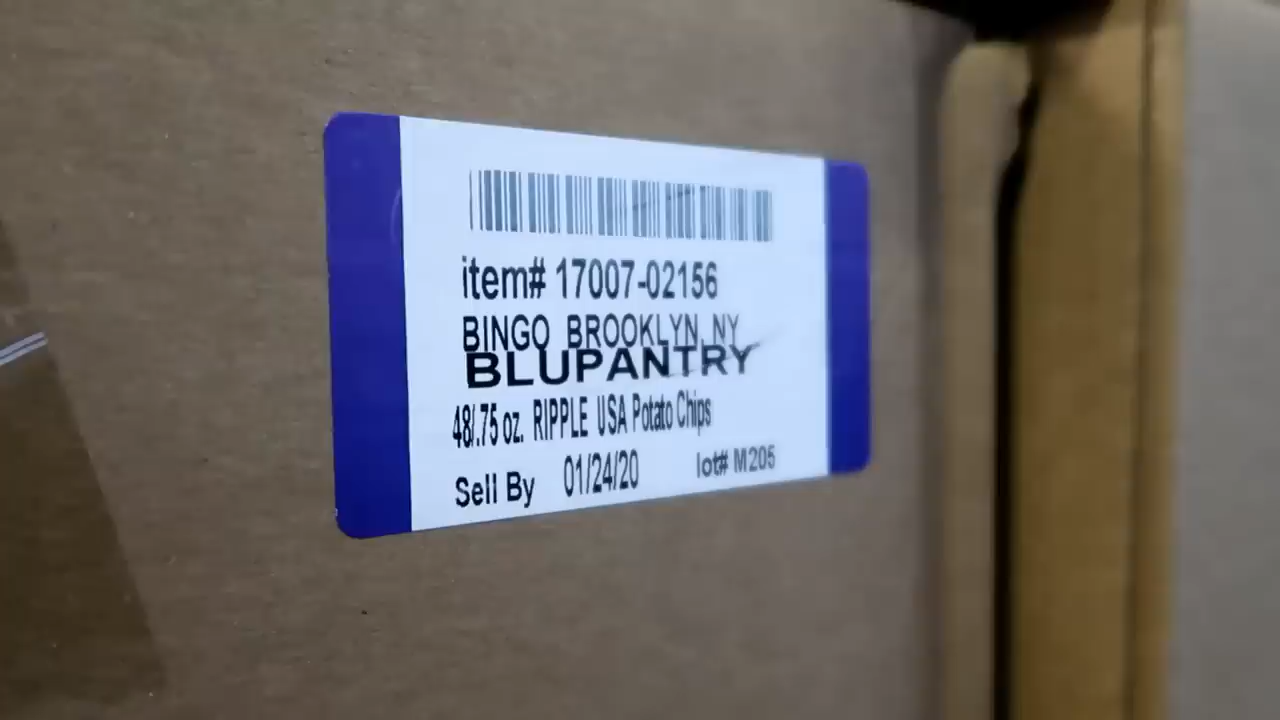 item# 17007-02156
BINGO BROOKLYN NY
BLUPANTRY
48/.75 oz. RIPPLE USA Potato Chips
Sell By 01/24/20 lot# M205